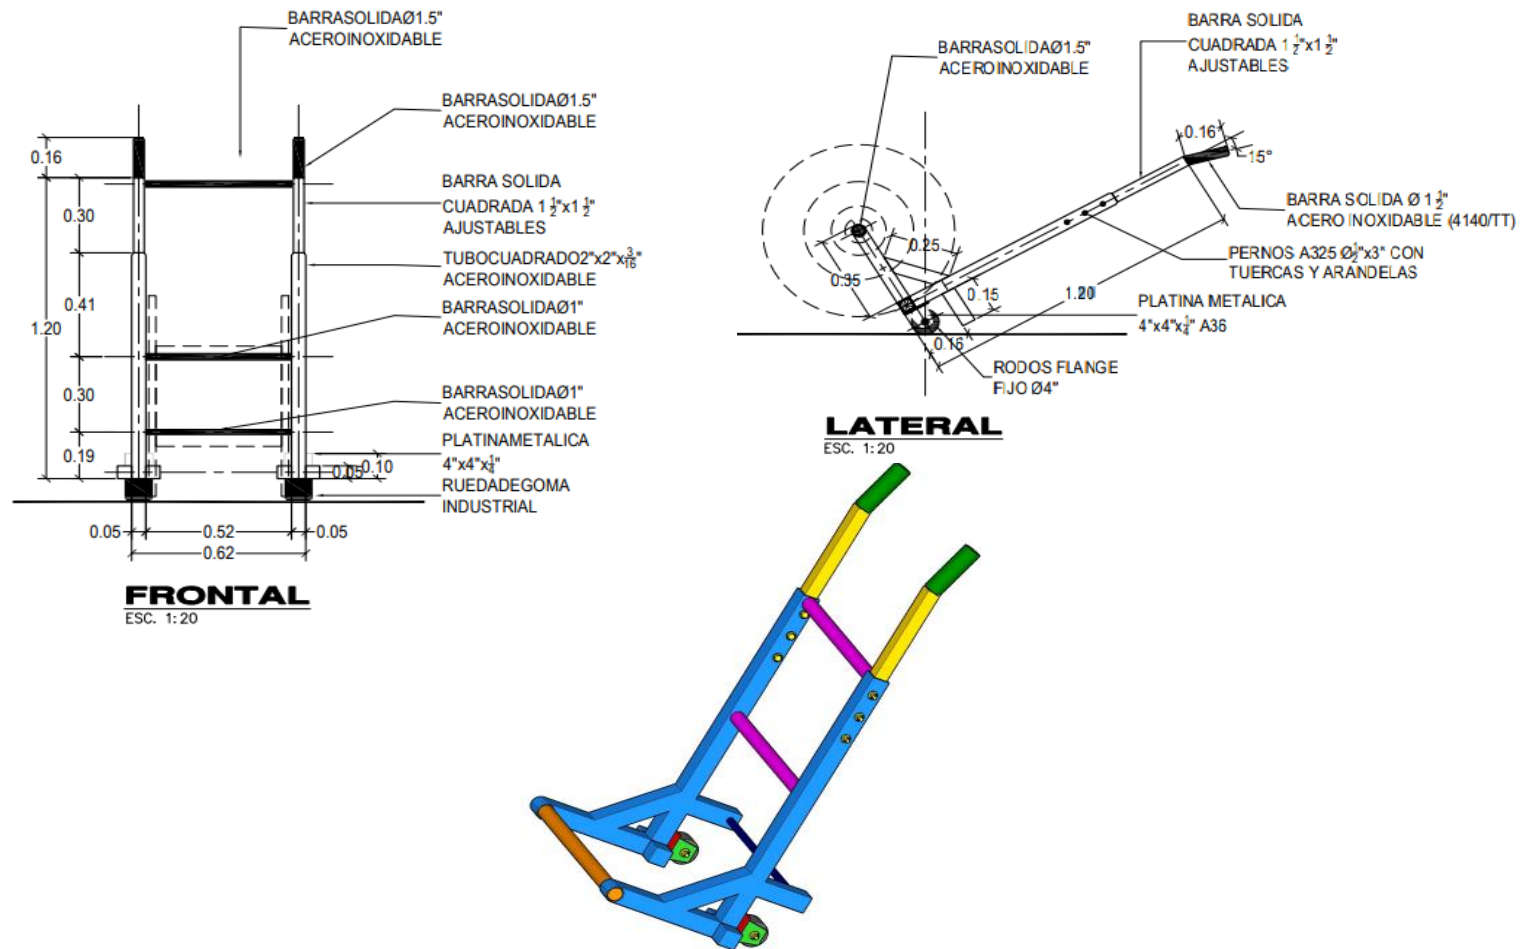 BARRASOLIDAØ1.5"
ACEROINOXIDABLE
BARRASOLIDAØ1.5"
ACEROINOXIDABLE
BARRA SOLIDA
CUADRADA 1 1/2"x1 1/2"
AJUSTABLES
TUBOCUADRADO2"x2"x3/16"
ACEROINOXIDABLE
BARRASOLIDAØ1"
ACEROINOXIDABLE
BARRASOLIDAØ1"
ACEROINOXIDABLE
PLATINAMETALICA
4"x4"x1/4"
RUEDADEGOMA
INDUSTRIAL
0.16
0.30
0.41
1.20
0.30
0.19
0.05
0.10
0.05
0.52
0.05
0.62
FRONTAL
ESC. 1:20
BARRASOLIDAØ1.5"
ACEROINOXIDABLE
BARRA SOLIDA
CUADRADA 1 1/2"x1 1/2"
AJUSTABLES
0.16
15°
BARRA SOLIDA Ø 1 1/2"
ACERO INOXIDABLE (4140/TT)
PERNOS A325 Ø1/2"x3" CON
TUERCAS Y ARANDELAS
0.25
0.35
0.15
PLATINA METALICA
4"x4"x1/4" A36
0.16
RODOS FLANGE
FIJO Ø4"
LATERAL
ESC. 1:20